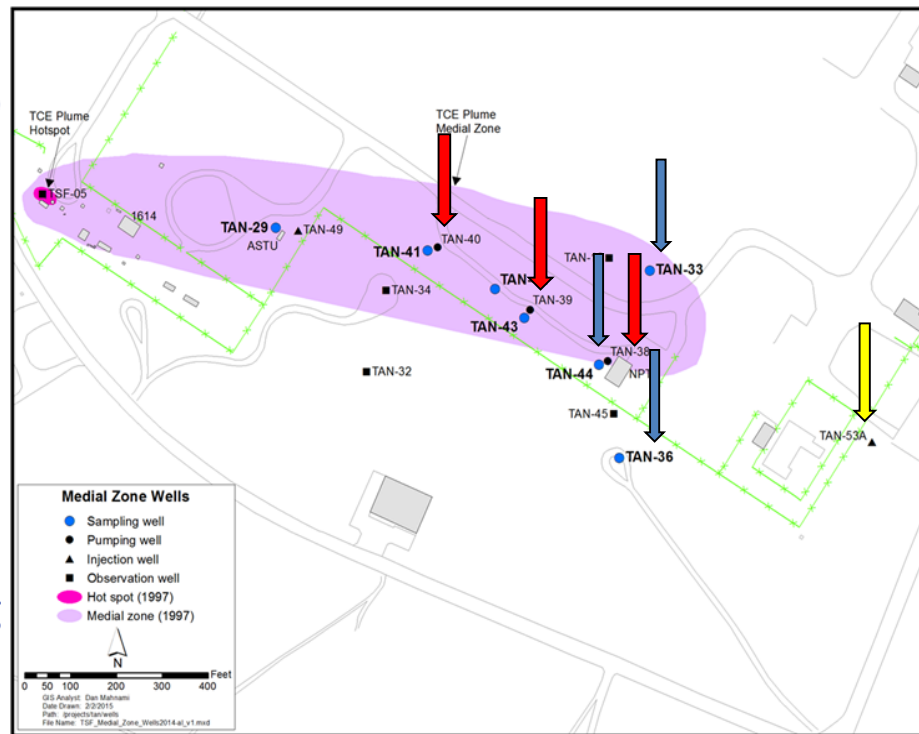 TCE Plume
Hotspot
TCE Plume
Medial Zone
TSF-05
1614
TAN-29
ASTU
TAN-49
TAN-40
TAN-41
TAN-
TAN-33
TAN-34
TAN-
TAN-39
TAN-43
TAN-38
TAN-44
NPT
TAN-32
TAN-45
TAN-53A
TAN-36
Medial Zone Wells
Sampling well
Pumping well
Injection well
Observation well
Hot spot (1997)
Medial zone (1997)
N
Feet
0 50 100 200 300 400
GIS Analyst: Dan Mahnami
Date Drawn: 2/2/2015
Path: /projects/tan/wells
File Name: TSF_Medial_Zone_Wells2014-al_v1.mxd